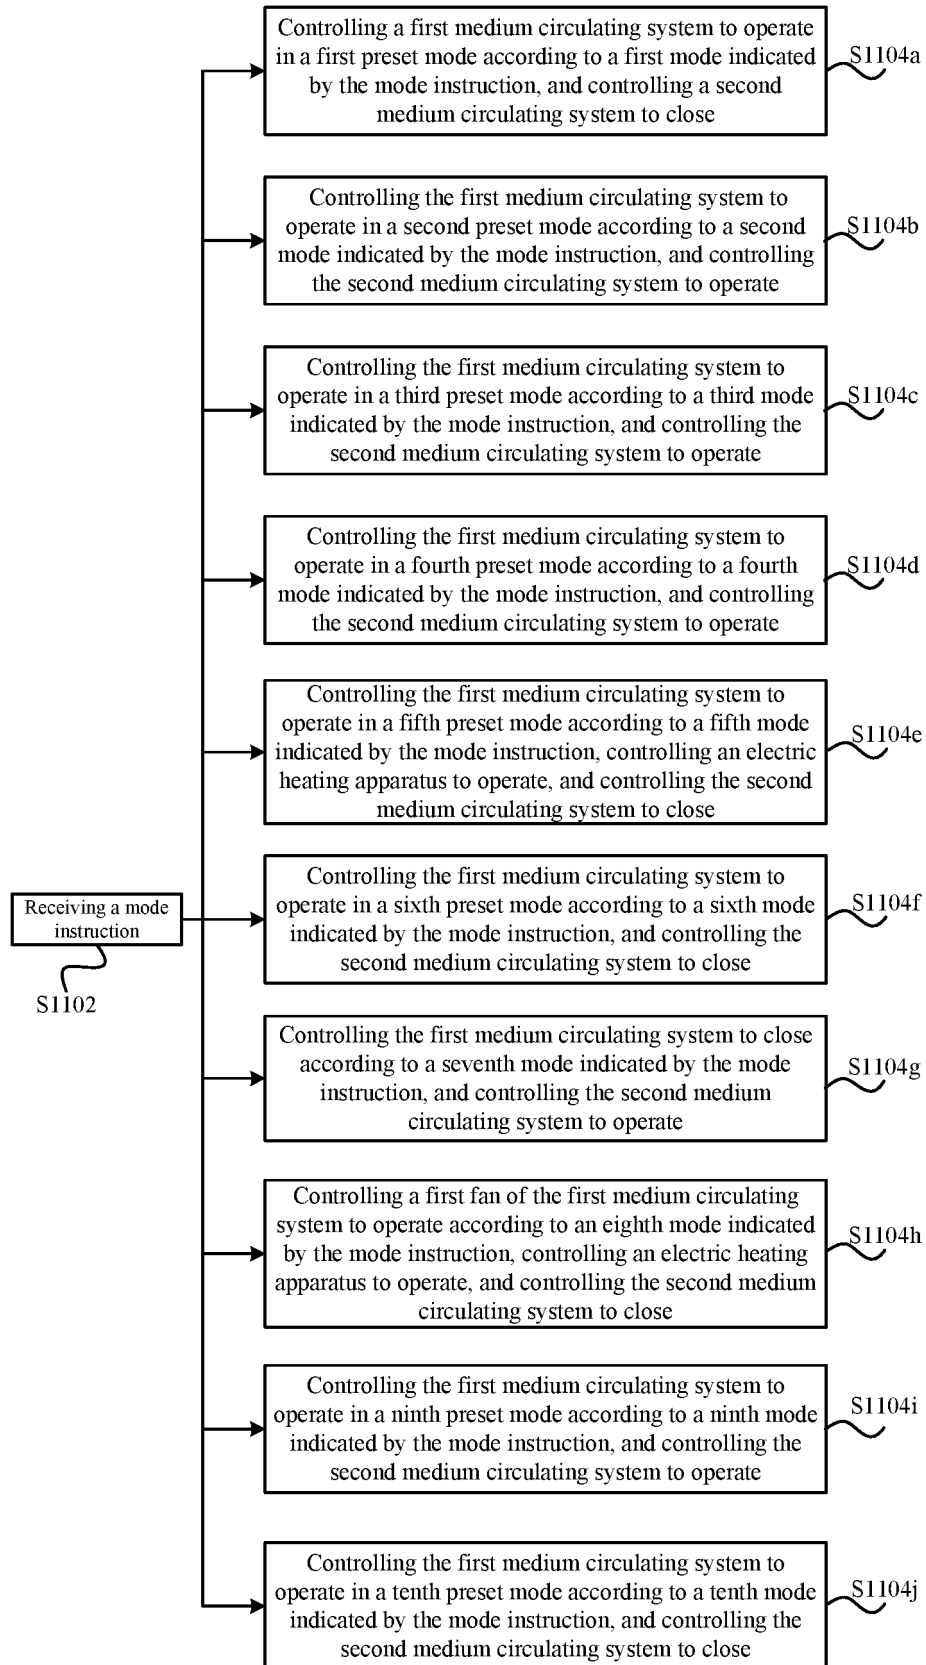 Controlling a first medium circulating system to operate
in a first preset mode according to a first mode indicated
by the mode instruction, and controlling a second
medium circulating system to close
S1104a
Controlling the first medium circulating system to
operate in a second preset mode according to a second
mode indicated by the mode instruction, and controlling
the second medium circulating system to operate
S1104b
Controlling the first medium circulating system to
operate in a third preset mode according to a third mode
indicated by the mode instruction, and controlling the
second medium circulating system to operate
S1104c
Controlling the first medium circulating system to
operate in a fourth preset mode according to a fourth
mode indicated by the mode instruction, and controlling
the second medium circulating system to operate
S1104d
Controlling the first medium circulating system to
operate in a fifth preset mode according to a fifth mode
indicated by the mode instruction, controlling an electric
heating apparatus to operate, and controlling the second
medium circulating system to close
S1104e
Receiving a mode
instruction
S1102
Controlling the first medium circulating system to
operate in a sixth preset mode according to a sixth mode
indicated by the mode instruction, and controlling the
second medium circulating system to close
S1104f
Controlling the first medium circulating system to close
according to a seventh mode indicated by the mode
instruction, and controlling the second medium
circulating system to operate
S1104g
Controlling a first fan of the first medium circulating
system to operate according to an eighth mode indicated
by the mode instruction, controlling an electric heating
apparatus to operate, and controlling the second medium
circulating system to close
S1104h
Controlling the first medium circulating system to
operate in a ninth preset mode according to a ninth mode
indicated by the mode instruction, and controlling the
second medium circulating system to operate
S1104i
Controlling the first medium circulating system to
operate in a tenth preset mode according to a tenth mode
indicated by the mode instruction, and controlling the
second medium circulating system to close
S1104j